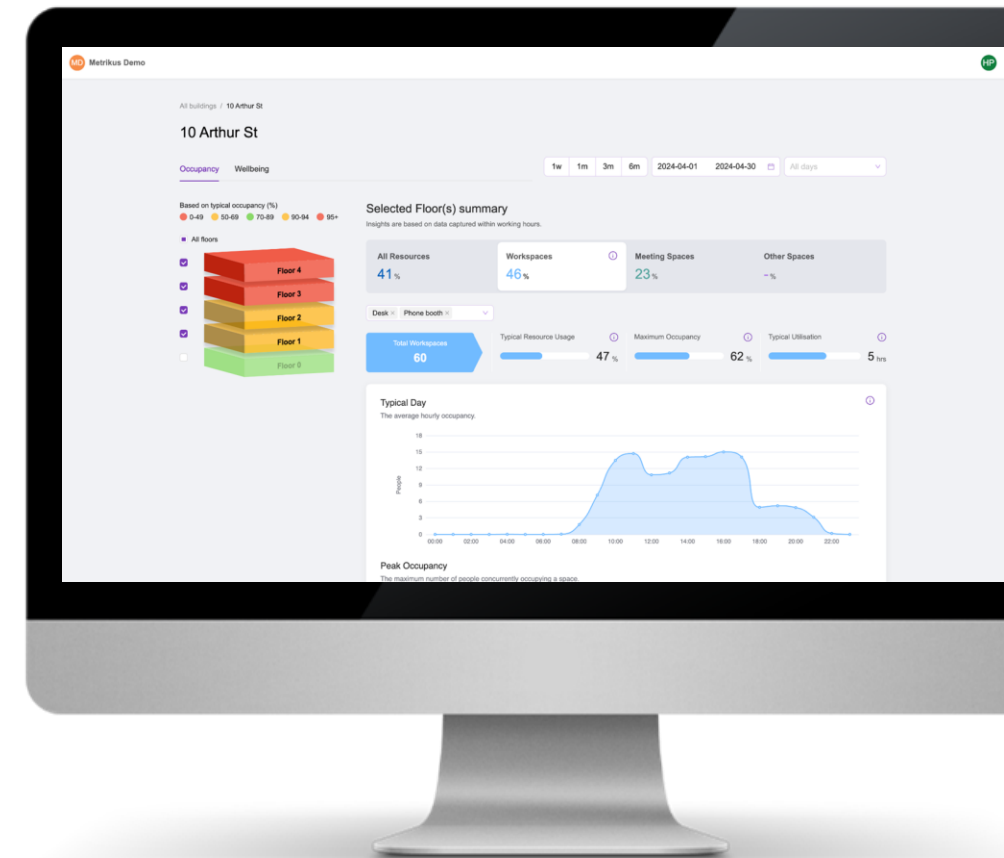 MD Metrikus Demo
HP
All buildings / 10 Arthur St
10 Arthur St
Occupancy Wellbeing
1w 1m 3m 6m 2024-04-01 2024-04-30 All days
Based on typical occupancy (%)
0-49 50-69 70-89 90-94 95+
All floors
Floor 4
Floor 3
Floor 2
Floor 1
Floor 0
Selected Floor(s) summary
Insights are based on data captured within working hours.
All Resources Workspaces Meeting Spaces Other Spaces
41 % 46 % 23 % - %
Desk × Phone booth ×
Total Workspaces
60
Typical Resource Usage
47 %
Maximum Occupancy
62 %
Typical Utilisation
5 hrs
Typical Day
The average hourly occupancy.
People
18
15
12
9
6
3
0
00:00 02:00 04:00 06:00 08:00 10:00 12:00 14:00 16:00 18:00 20:00 22:00
Peak Occupancy
The maximum number of people concurrently occupying a space.